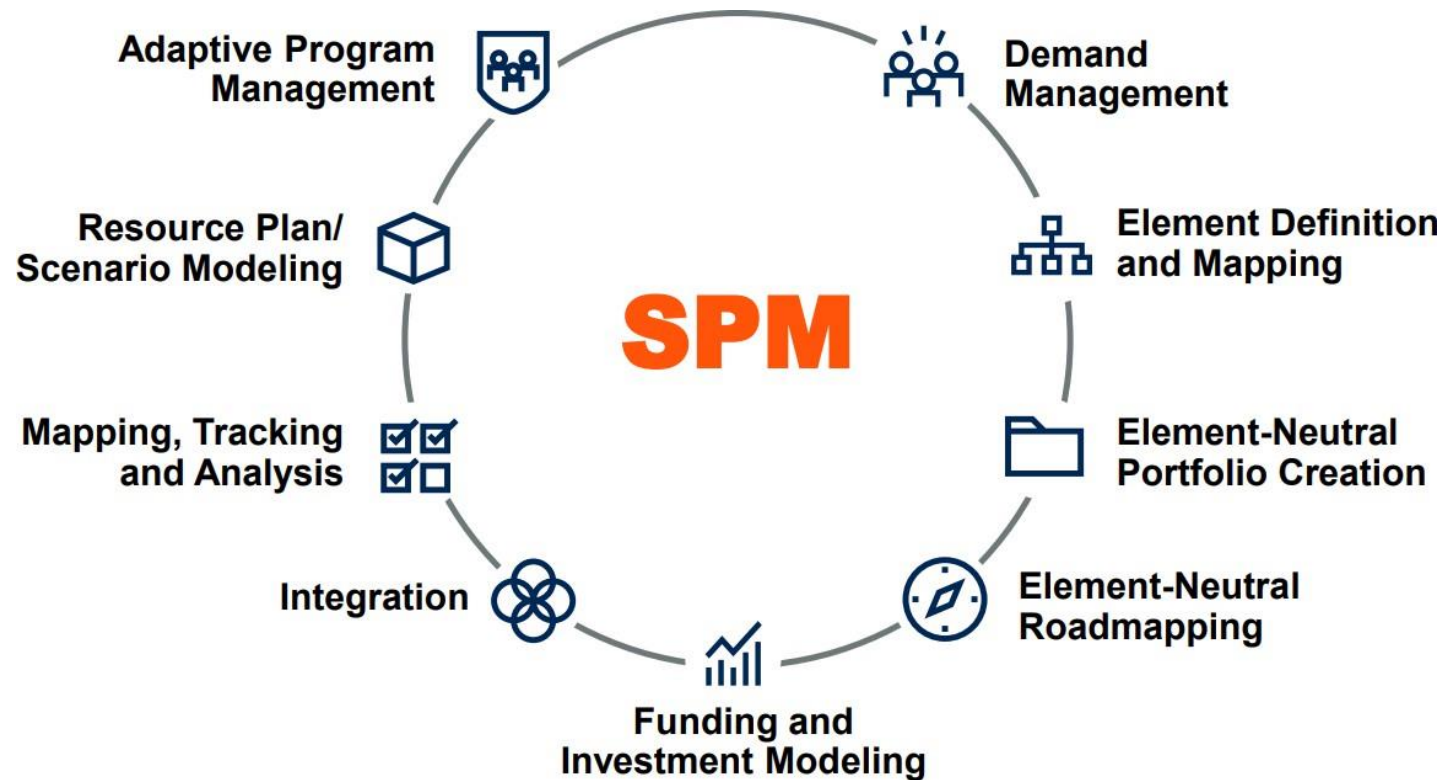 Adaptive Program
Management
Demand
Management
Resource Plan/
Scenario Modeling
Element Definition
and Mapping
SPM
Mapping, Tracking
and Analysis
Element-Neutral
Portfolio Creation
Integration
Element-Neutral
Roadmapping
Funding and
Investment Modeling